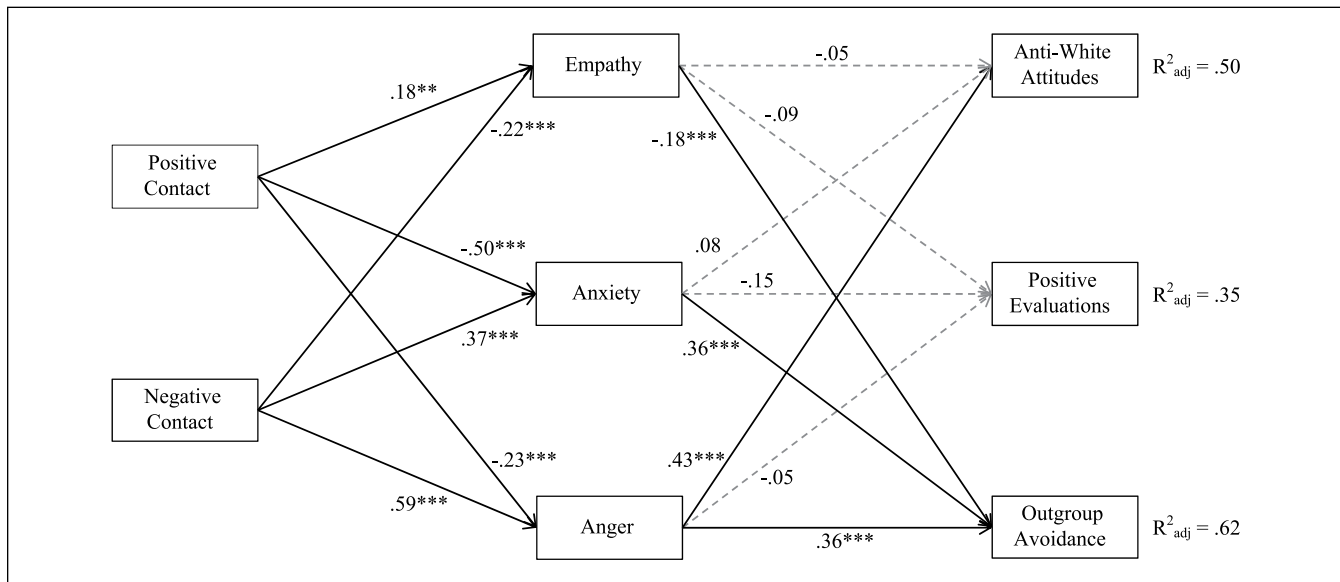 -.05
Empathy
Anti-White
Attitudes
R²adj = .50
.18**
-.09
-.22***
-.18***
Positive
Contact
-.50***
.08
Anxiety
-.15
Positive
Evaluations
R²adj = .35
.37***
.36***
Negative
Contact
-.23***
.43***
-.05
.59***
Anger
.36***
Outgroup
Avoidance
R²adj = .62